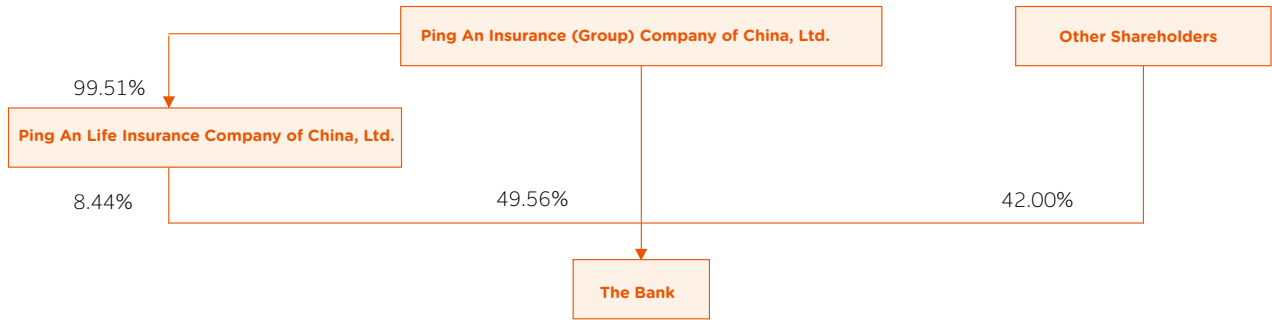 Ping An Insurance (Group) Company of China, Ltd.
Other Shareholders
99.51%
Ping An Life Insurance Company of China, Ltd.
8.44%
49.56%
42.00%
The Bank